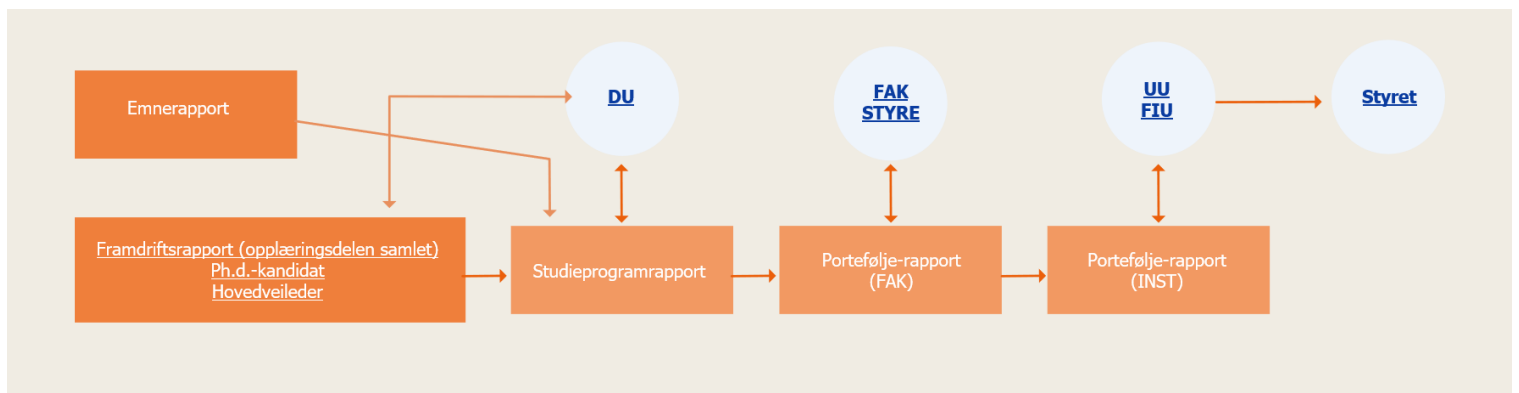 Emnerapport
DU
FAK
STYRE
UU
FIU
Styret
Framdriftsrapport (opplæringsdelen samlet)
Ph.d.-kandidat
Hovedveileder
Studieprogramrapport
Portefølje-rapport
(FAK)
Portefølje-rapport
(INST)